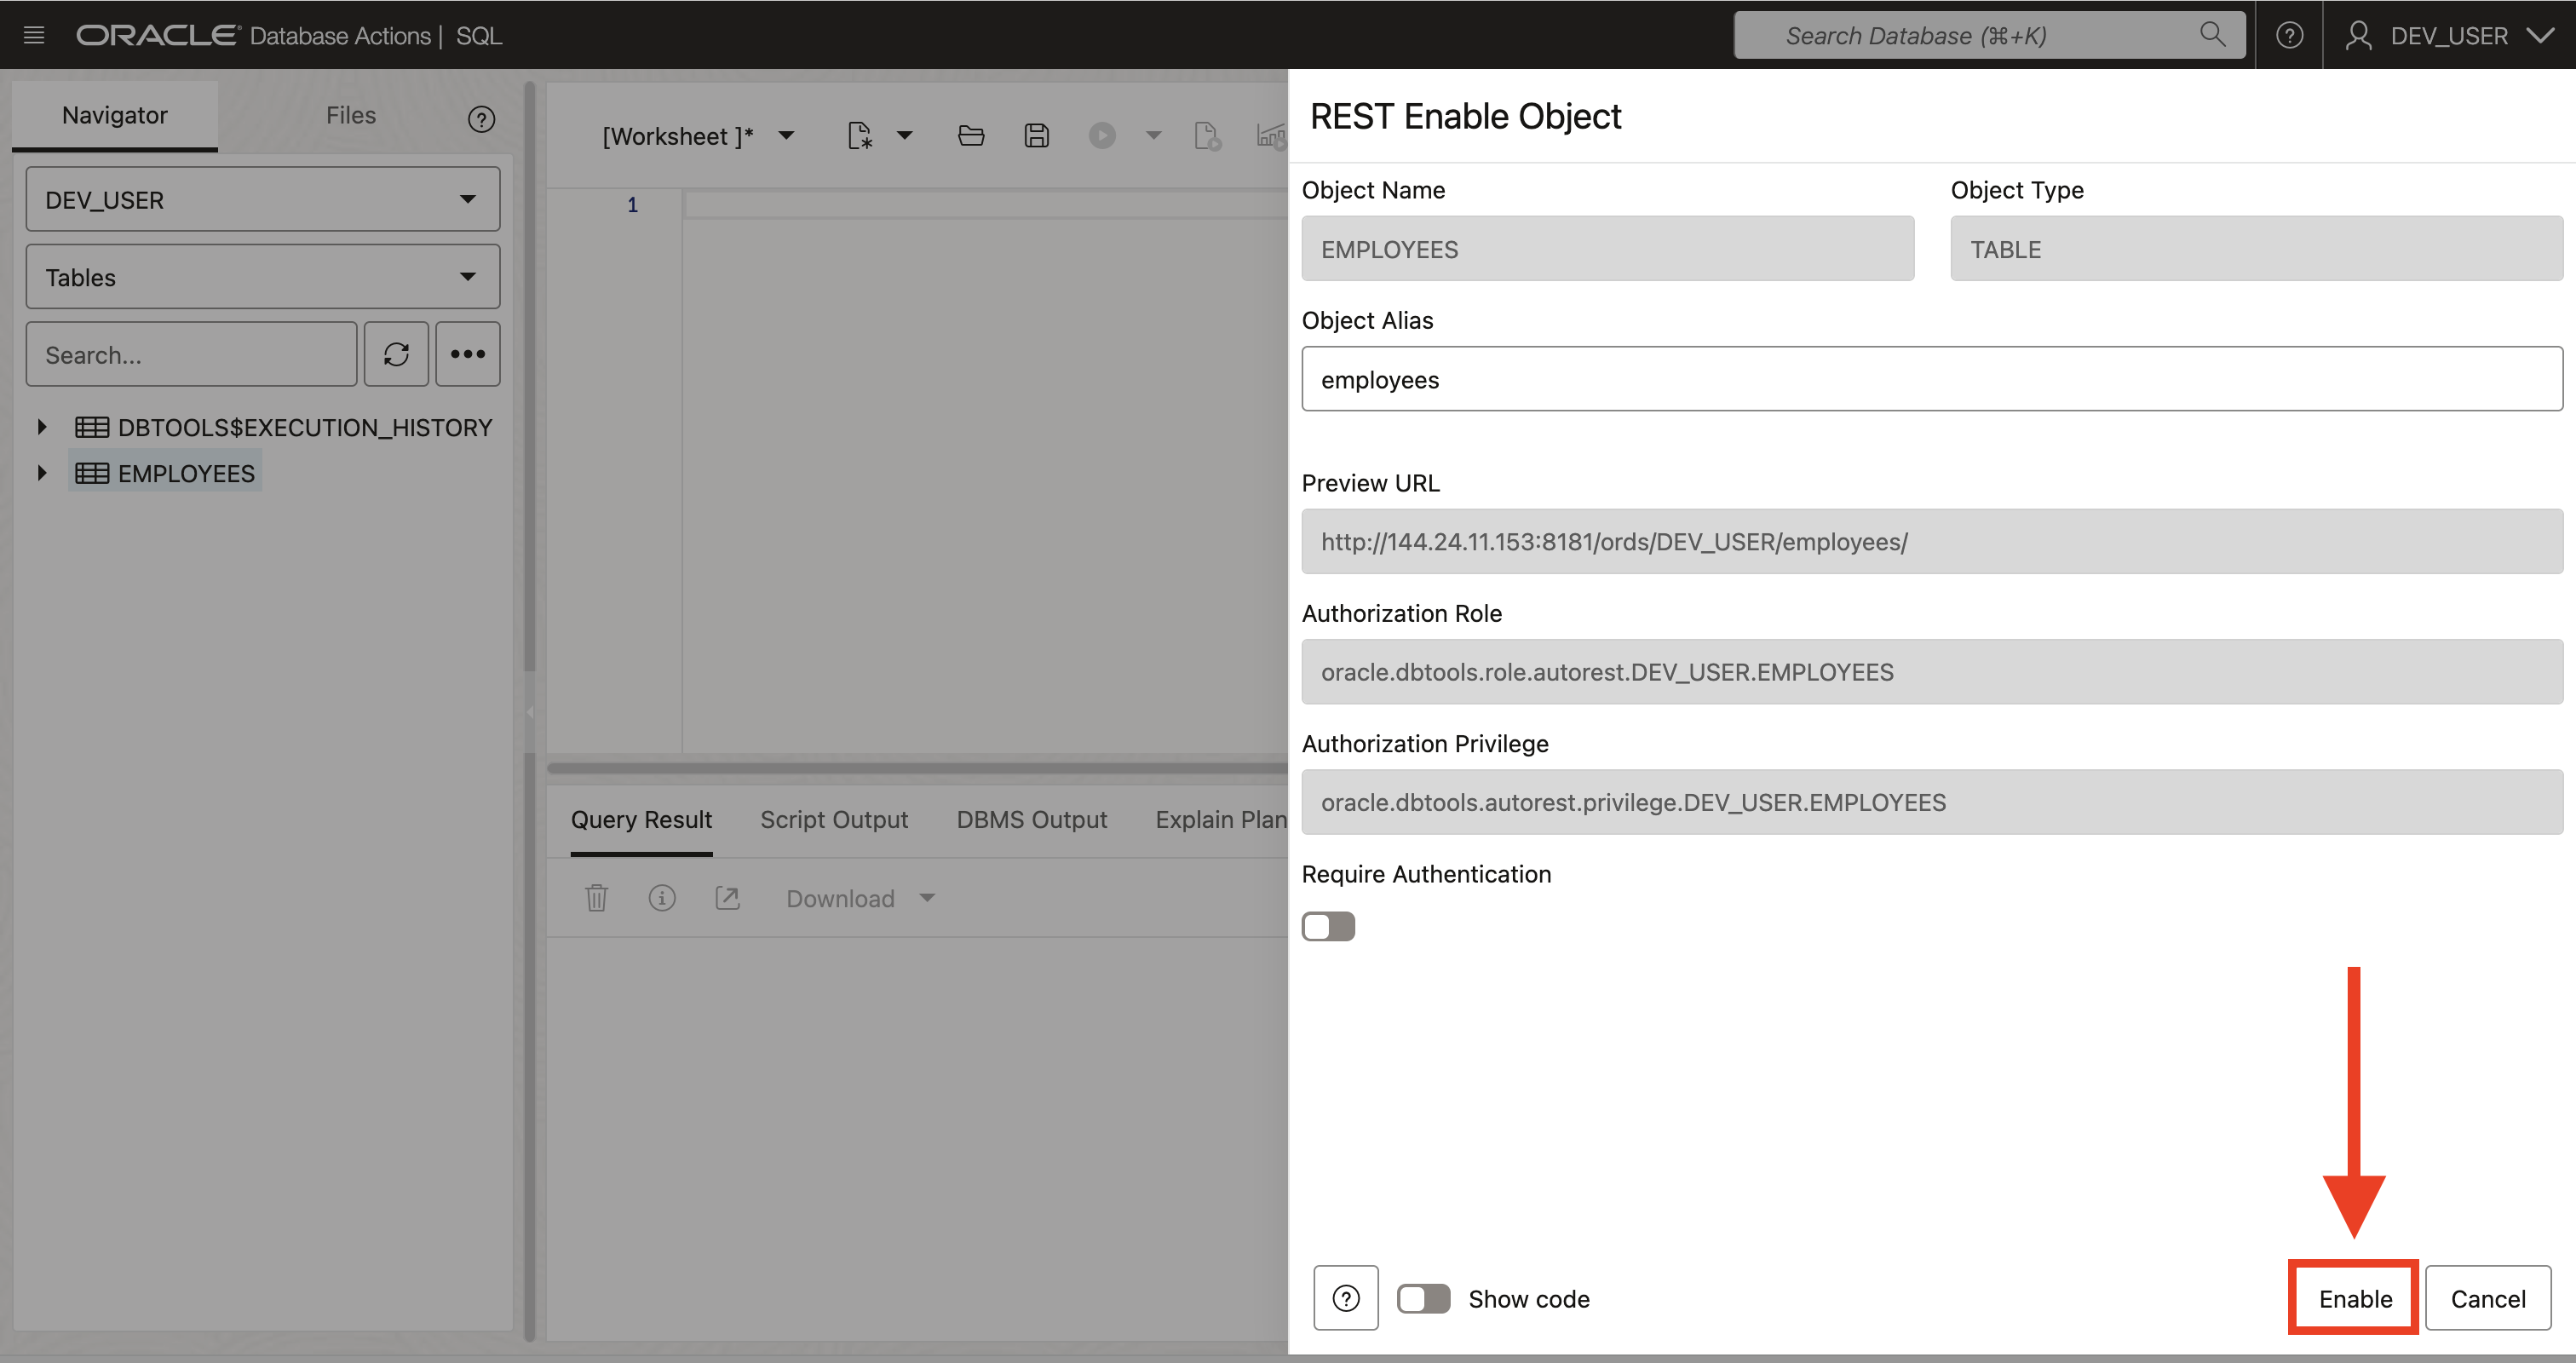 ORACLE Database Actions | SQL
Search Database (⌘+K)
DEV_USER
Navigator
Files
DEV_USER
Tables
Search...
DBTOOLS$EXECUTION_HISTORY
EMPLOYEES
[Worksheet ]*
1
Query Result
Script Output
DBMS Output
Explain Plan
Download
REST Enable Object
Object Name
Object Type
EMPLOYEES
TABLE
Object Alias
employees
Preview URL
http://144.24.11.153:8181/ords/DEV_USER/employees/
Authorization Role
oracle.dbtools.role.autorest.DEV_USER.EMPLOYEES
Authorization Privilege
oracle.dbtools.autorest.privilege.DEV_USER.EMPLOYEES
Require Authentication
Show code
Enable
Cancel